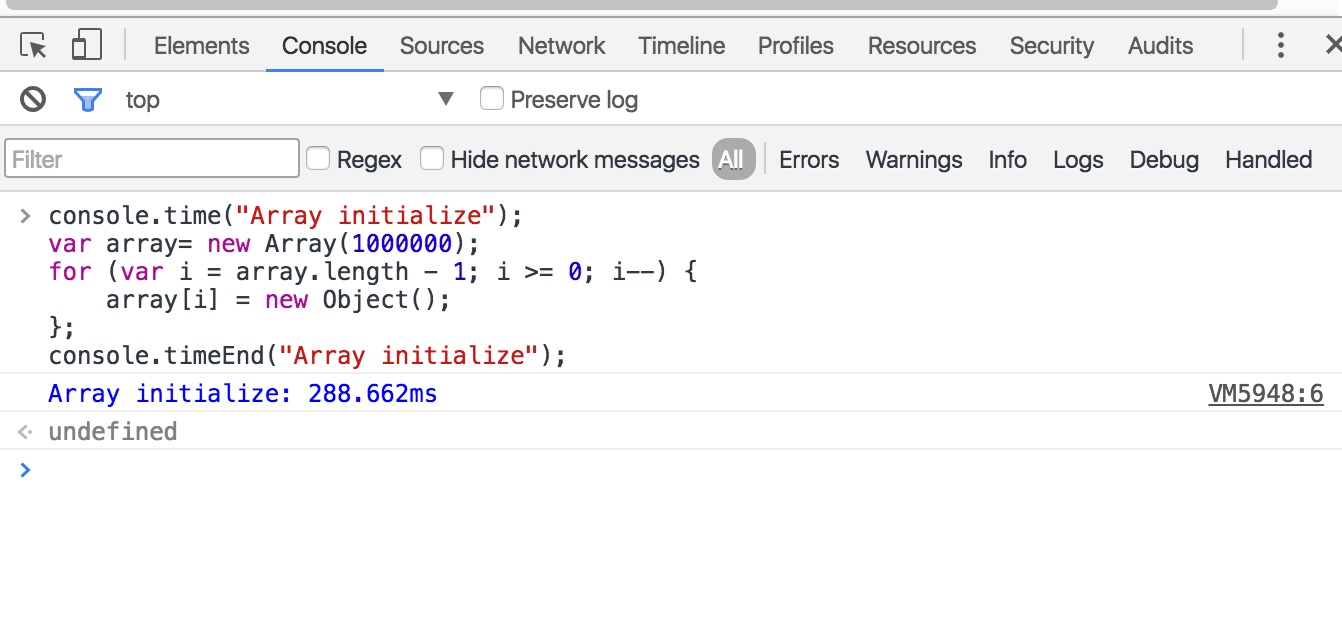 Elements Console Sources Network Timeline Profiles Resources Security Audits
top ▼ Preserve log
Filter Regex Hide network messages All Errors Warnings Info Logs Debug Handled
> console.time("Array initialize");
var array= new Array(1000000);
for (var i = array.length - 1; i >= 0; i--) {
    array[i] = new Object();
};
console.timeEnd("Array initialize");
Array initialize: 288.662ms VM5948:6
undefined
>